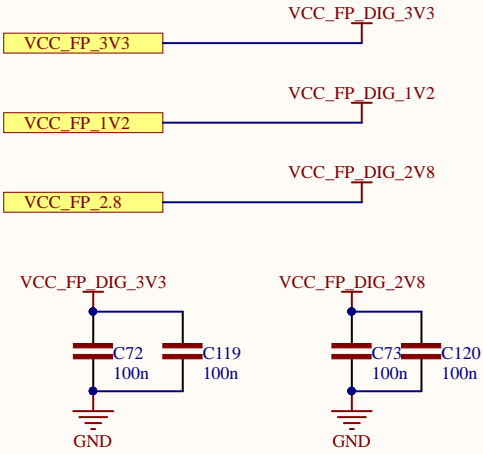 VCC_FP_DIG_3V3
VCC_FP_3V3
VCC_FP_DIG_1V2
VCC_FP_1V2
VCC_FP_DIG_2V8
VCC_FP_2.8
VCC_FP_DIG_3V3
VCC_FP_DIG_2V8
C72
C119
C73
C120
100n
100n
100n
100n
GND
GND